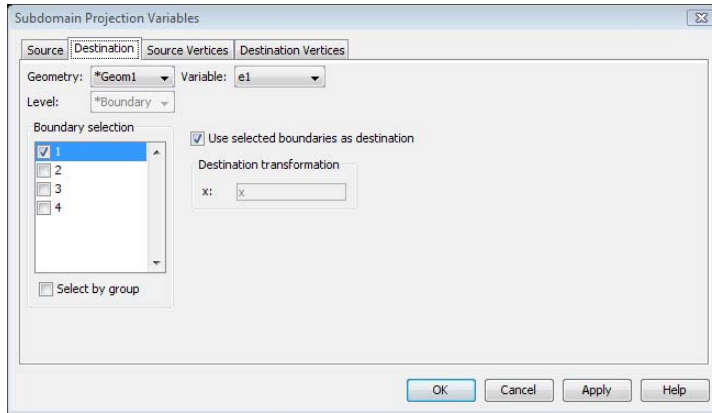 Subdomain Projection Variables
Source Destination Source Vertices Destination Vertices
Geometry: *Geom1 Variable: e1
Level: *Boundary
Boundary selection
Use selected boundaries as destination
1
Destination transformation
2
3
x: x
4
Select by group
OK Cancel Apply Help